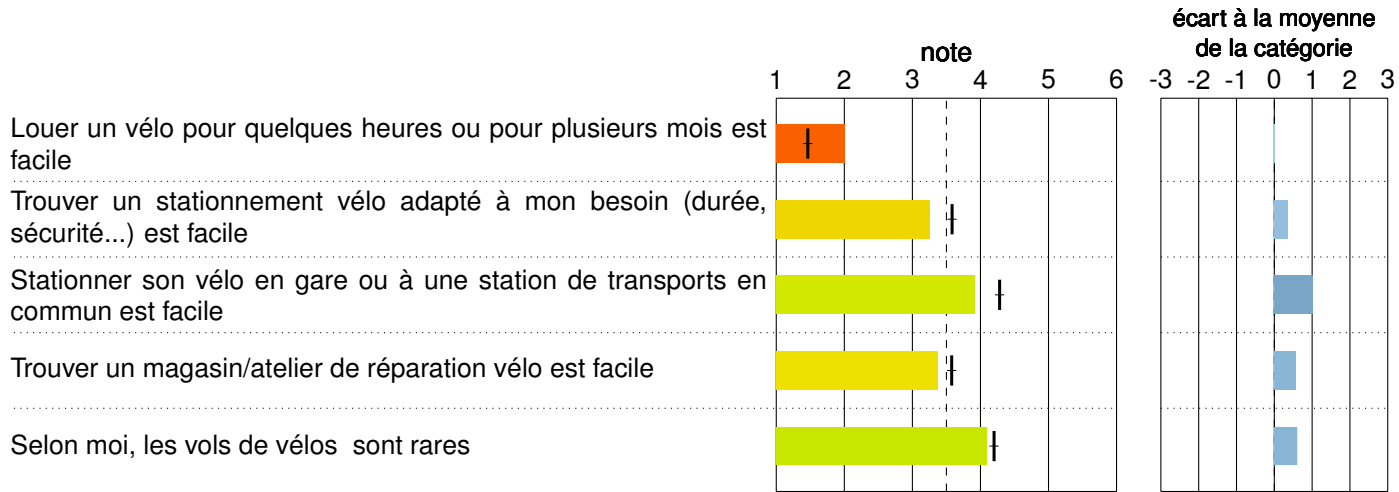 écart à la moyenne
note de la catégorie
1 2 3 4 5 6 -3 -2 -1 0 1 2 3
Louer un vélo pour quelques heures ou pour plusieurs mois est
facile
Trouver un stationnement vélo adapté à mon besoin (durée,
sécurité...) est facile
Stationner son vélo en gare ou à une station de transports en
commun est facile
Trouver un magasin/atelier de réparation vélo est facile
Selon moi, les vols de vélos sont rares